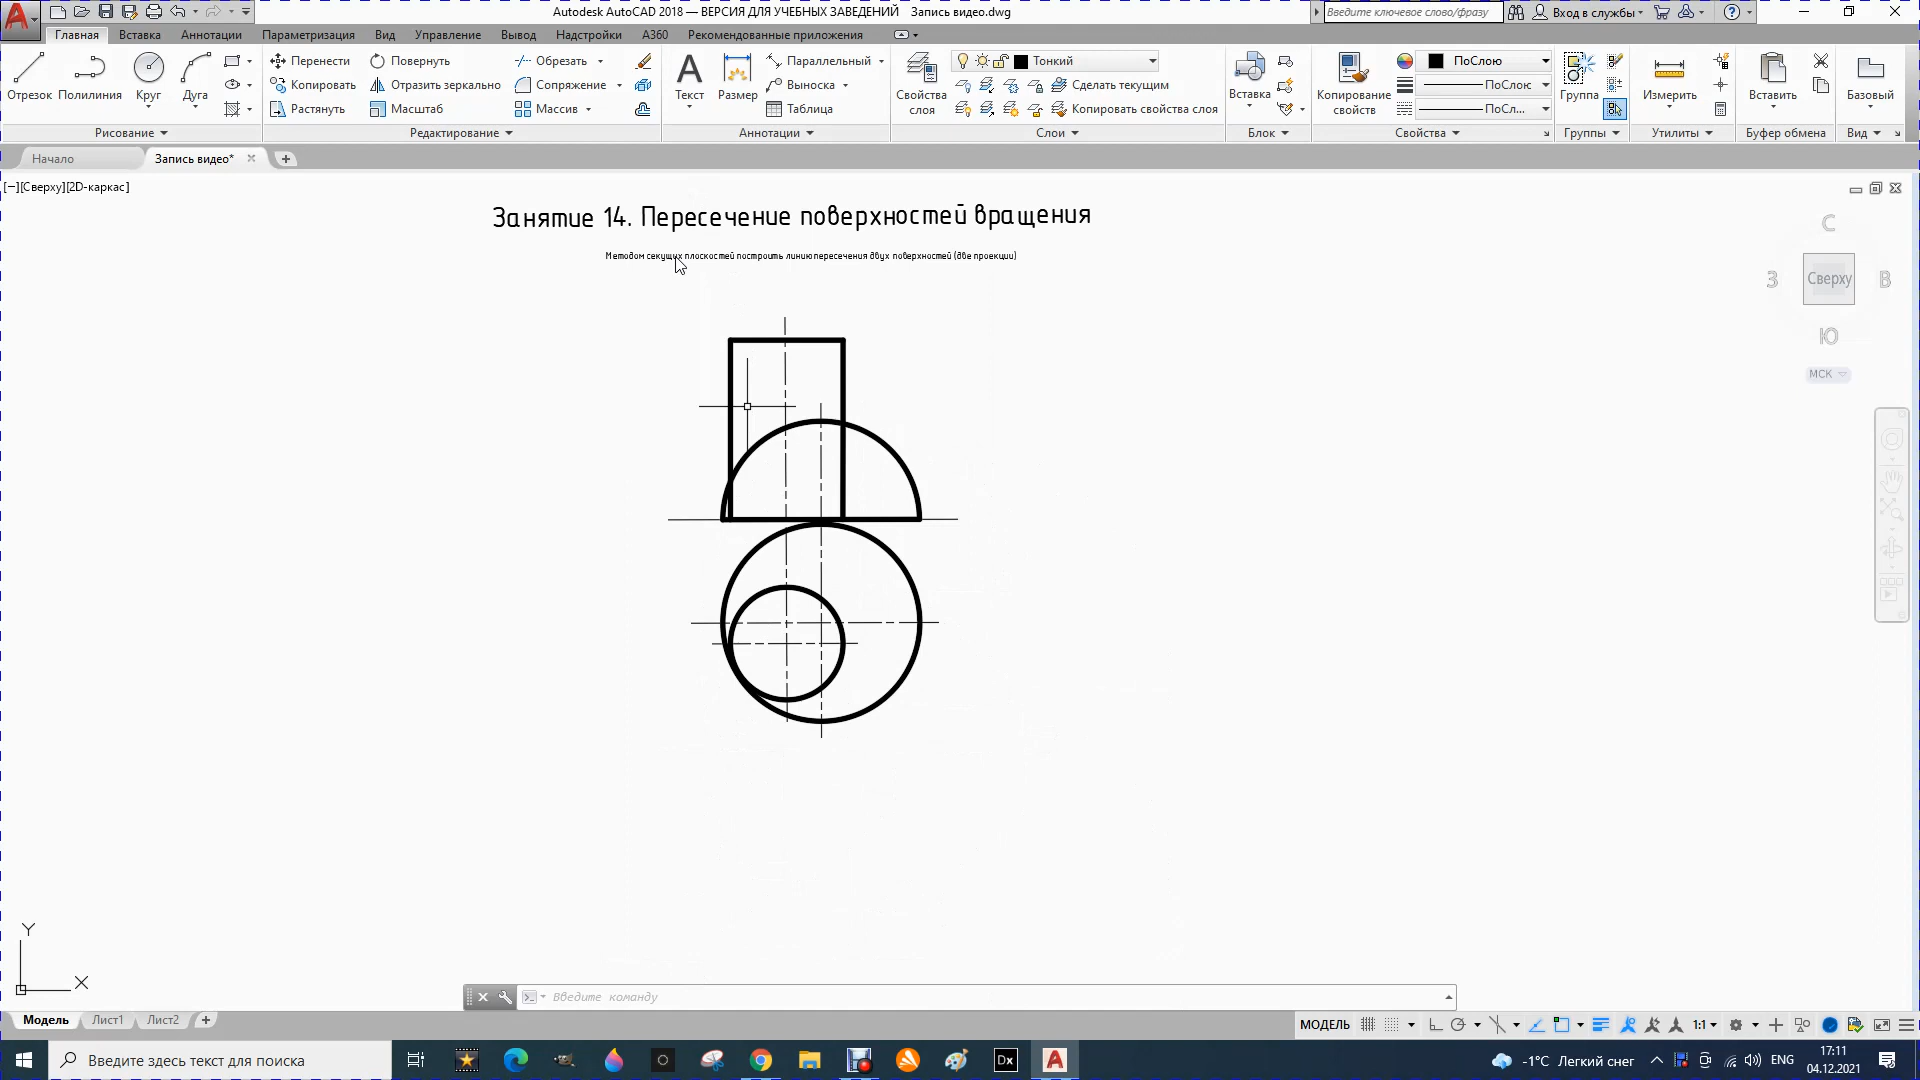 Autodesk AutoCAD 2018 — ВЕРСИЯ ДЛЯ УЧЕБНЫХ ЗАВЕДЕНИЙ Запись видео.dwg
Введите ключевое слово/фразу
Вход в службы
Главная Вставка Аннотации Параметризация Вид Управление Вывод Надстройки A360 Рекомендованные приложения
Отрезок Полилиния Круг Дуга
Рисование
Перенести Повернуть Обрезать
Копировать Отразить зеркально Сопряжение
Растянуть Масштаб Массив
Редактирование
Текст Размер
Параллельный
Выноска
Таблица
Аннотации
Свойства слоя
Тонкий
Сделать текущим
Копировать свойства слоя
Слои
Вставка
Блок
Копирование свойств
ПоСлою
ПоСлою
ПоСл...
Свойства
Группа
Группы
Измерить
Утилиты
Вставить
Буфер обмена
Базовый
Вид
Начало Запись видео*
[−][Сверху][2D-каркас]
Занятие 14. Пересечение поверхностей вращения
Методом секущих плоскостей построить линию пересечения двух поверхностей (две проекции)
С
З Сверху В
Ю
МСК
Y
X
Введите команду
Модель Лист1 Лист2
МОДЕЛЬ 1:1
Введите здесь текст для поиска
Dx
-1°C Легкий снег
ENG
17:11
04.12.2021